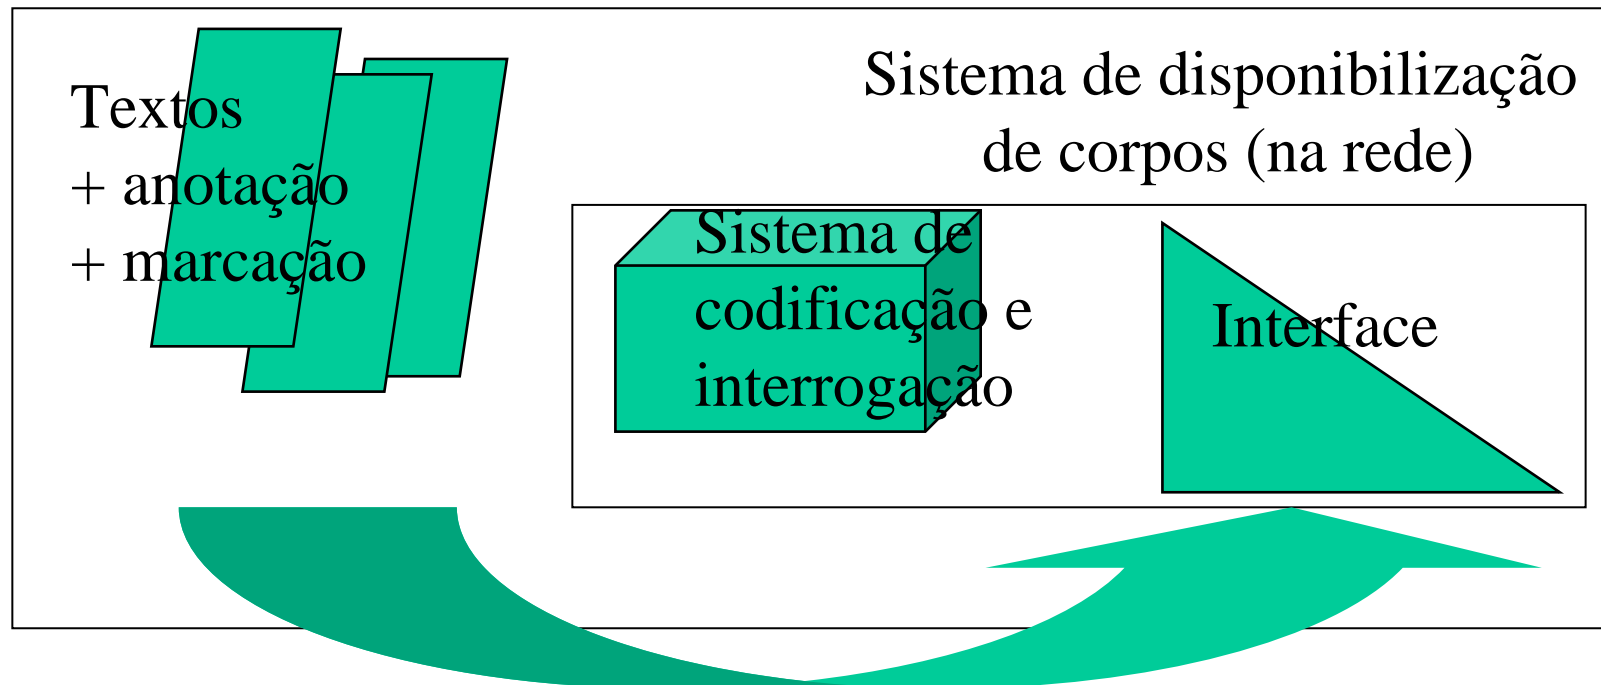 Textos
+ anotação
+ marcação
Sistema de disponibilização
de corpos (na rede)
Sistema de
codificação e
interrogação
Interface